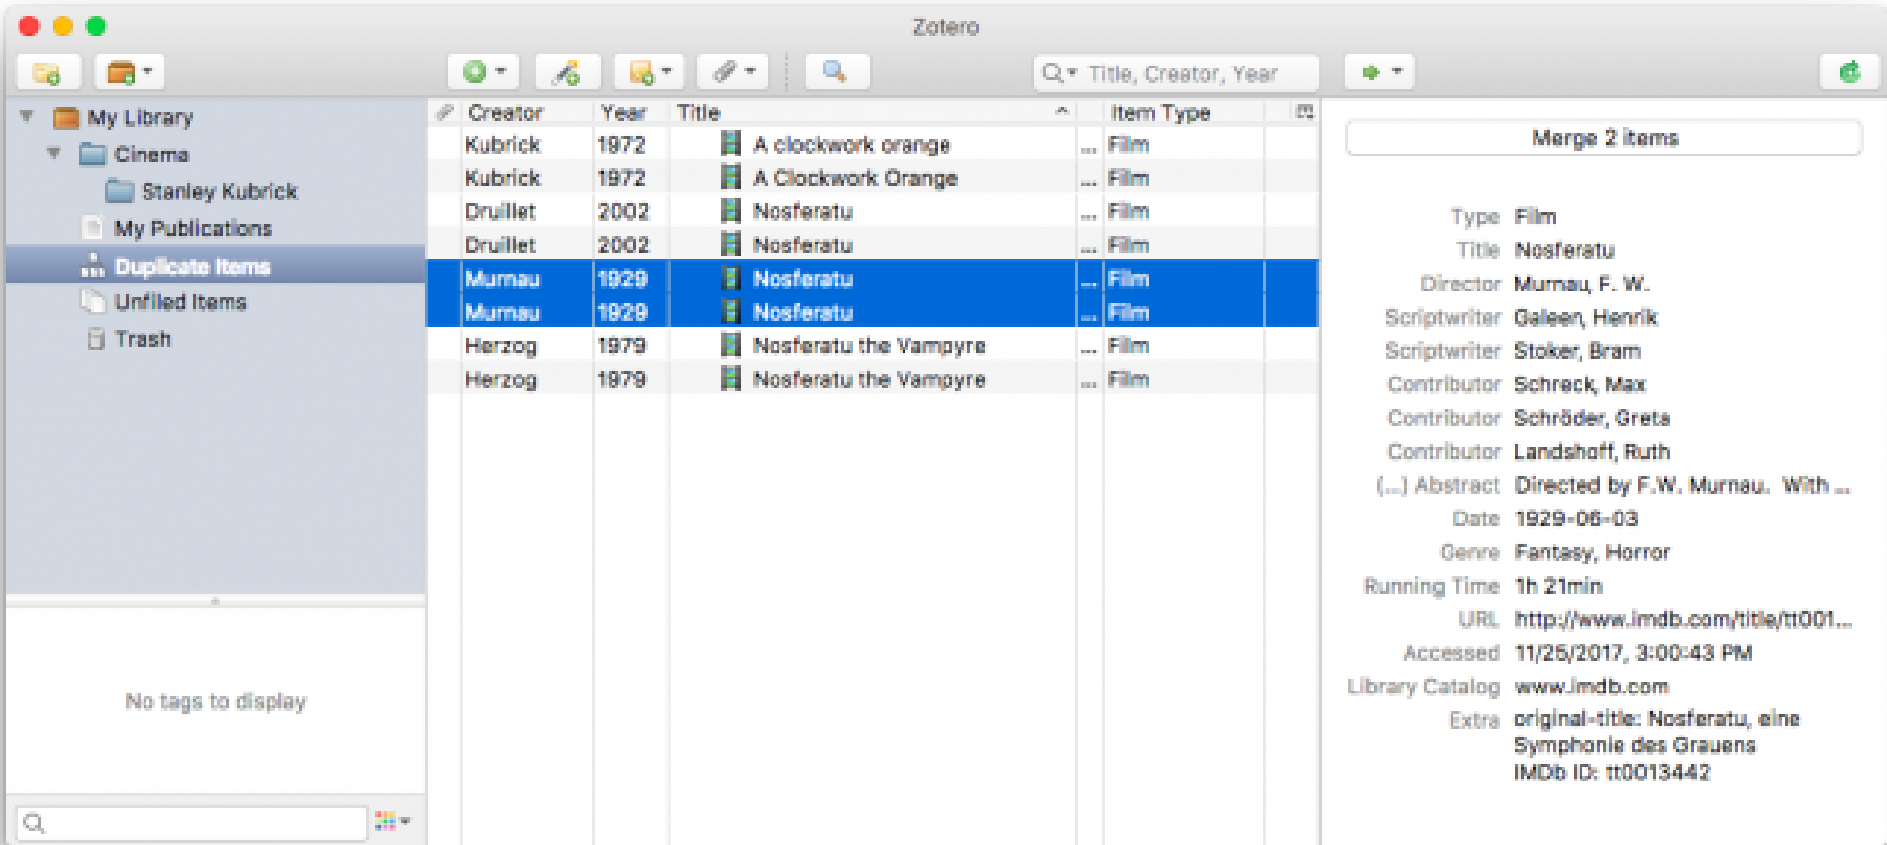 Zotero
Title, Creator, Year
My Library
Cinema
Stanley Kubrick
My Publications
Duplicate Items
Unfiled Items
Trash
No tags to display
Creator Year Title Item Type
Kubrick 1972 A clockwork orange ... Film
Kubrick 1972 A Clockwork Orange ... Film
Druillet 2002 Nosferatu ... Film
Druillet 2002 Nosferatu ... Film
Murnau 1929 Nosferatu ... Film
Murnau 1929 Nosferatu ... Film
Herzog 1979 Nosferatu the Vampyre ... Film
Herzog 1979 Nosferatu the Vampyre ... Film
Merge 2 items
Type Film
Title Nosferatu
Director Murnau, F. W.
Scriptwriter Galeen, Henrik
Scriptwriter Stoker, Bram
Contributor Schreck, Max
Contributor Schröder, Greta
Contributor Landshoff, Ruth
(...) Abstract Directed by F.W. Murnau. With ...
Date 1929-06-03
Genre Fantasy, Horror
Running Time 1h 21min
URL http://www.imdb.com/title/tt001...
Accessed 11/25/2017, 3:00:43 PM
Library Catalog www.imdb.com
Extra original-title: Nosferatu, eine
Symphonie des Grauens
IMDb ID: tt0013442